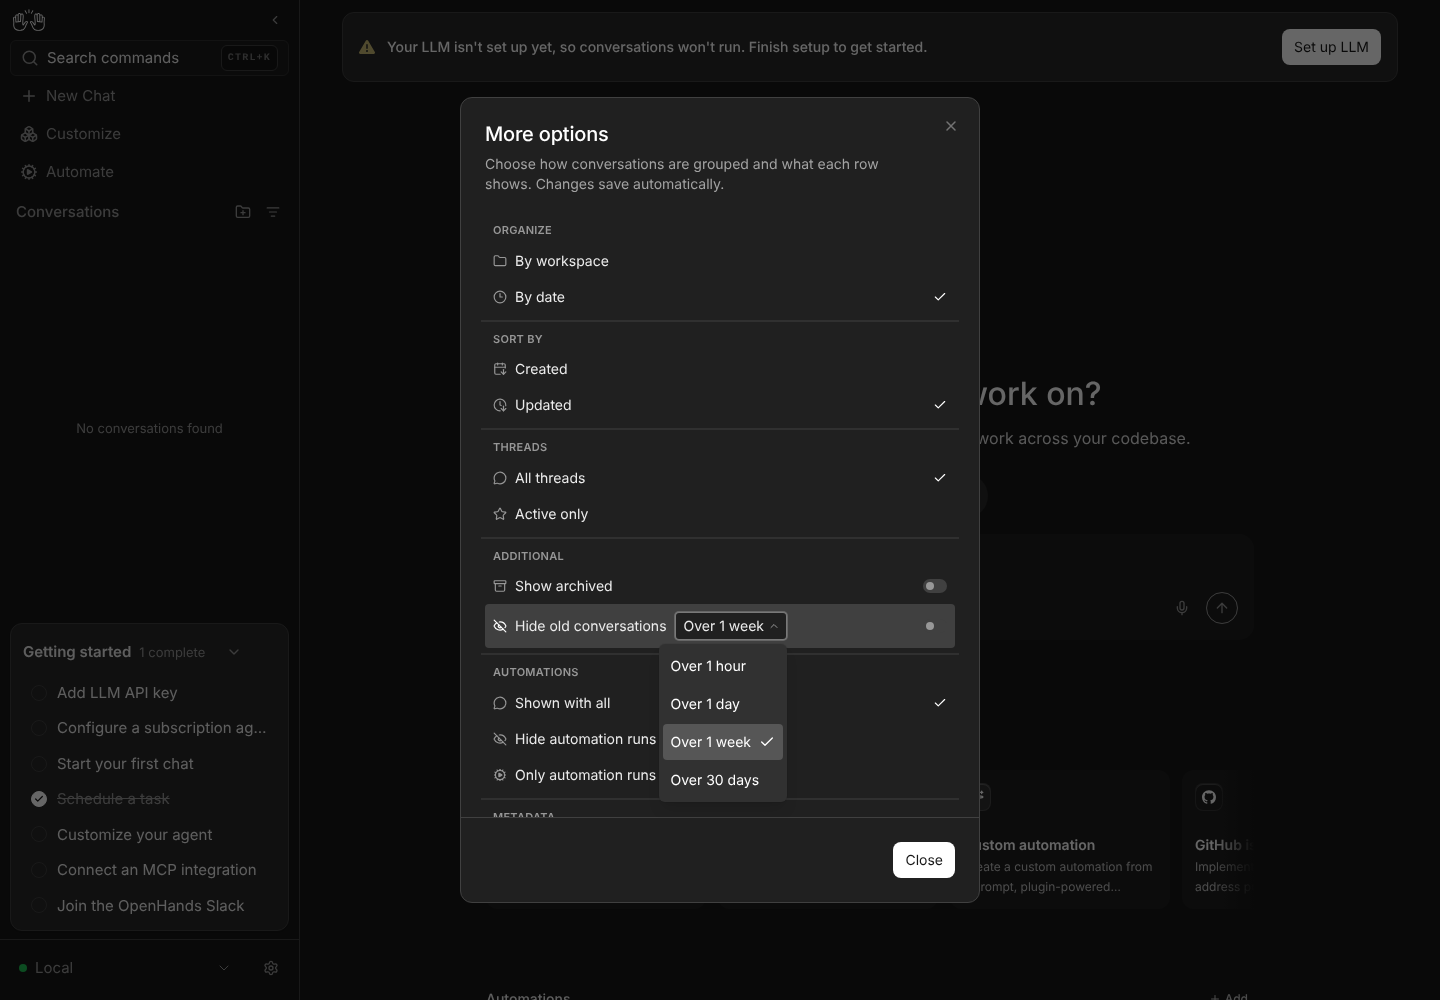 Search commands
CTRL+K
New Chat
Customize
Automate
Conversations
No conversations found
Getting started 1 complete
Add LLM API key
Configure a subscription ag...
Start your first chat
Schedule a task
Customize your agent
Connect an MCP integration
Join the OpenHands Slack
Local
Your LLM isn't set up yet, so conversations won't run. Finish setup to get started.
Set up LLM
More options
Choose how conversations are grouped and what each row
shows. Changes save automatically.
ORGANIZE
By workspace
By date
SORT BY
Created
Updated
THREADS
All threads
Active only
ADDITIONAL
Show archived
Hide old conversations Over 1 week
Over 1 hour
Over 1 day
Over 1 week
Over 30 days
AUTOMATIONS
Shown with all
Hide automation runs
Only automation runs
METADATA
Close
work on?
work across your codebase.
automation
a custom automation from
plugin-powered...
GitHub
address
Automations
+ Add